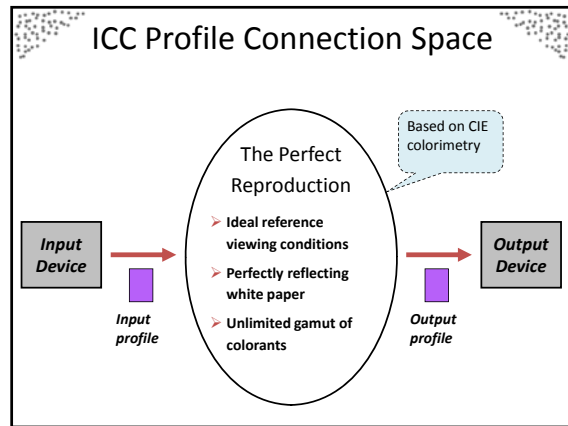 ICC Profile Connection Space
Based on CIE
colorimetry
The Perfect
Reproduction
Ideal reference
viewing conditions
Perfectly reflecting
white paper
Unlimited gamut of
colorants
Input
Device
Input
profile
Output
Device
Output
profile